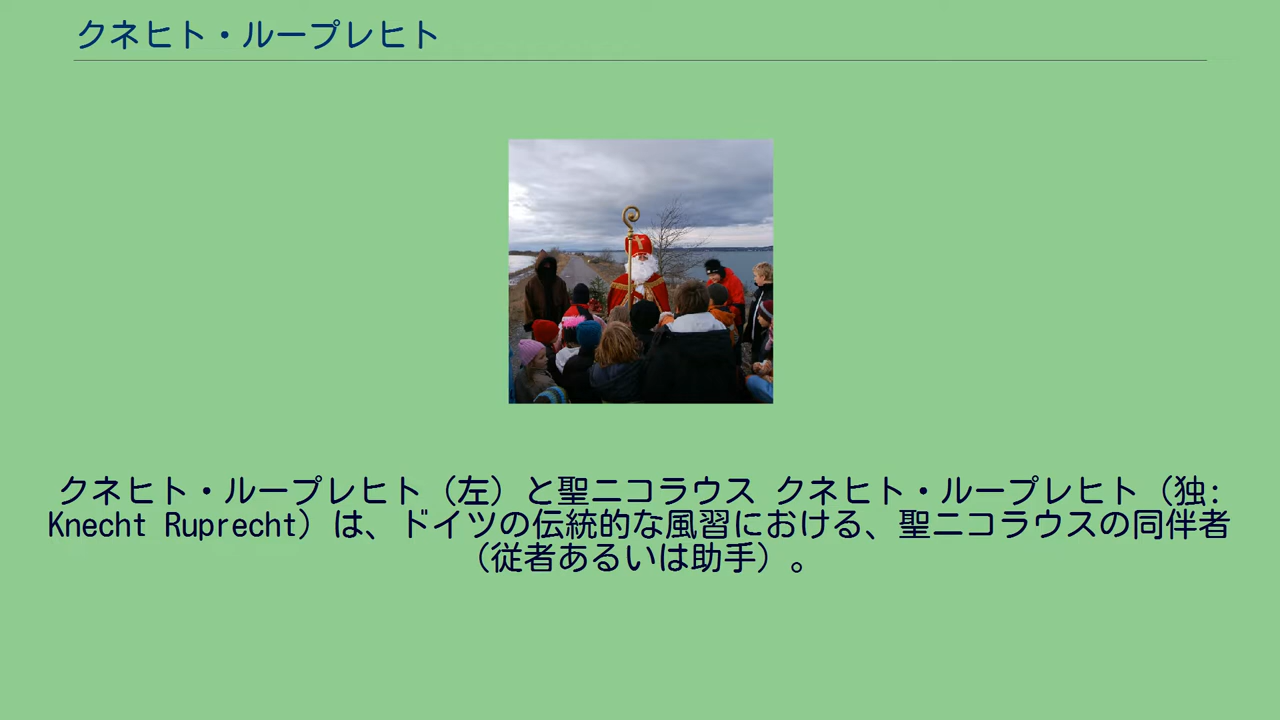 クネヒト・ループレヒト
クネヒト・ループレヒト（左）と聖ニコラウス クネヒト・ループレヒト（独:
Knecht Ruprecht）は、ドイツの伝統的な風習における、聖ニコラウスの同伴者
（従者あるいは助手）。